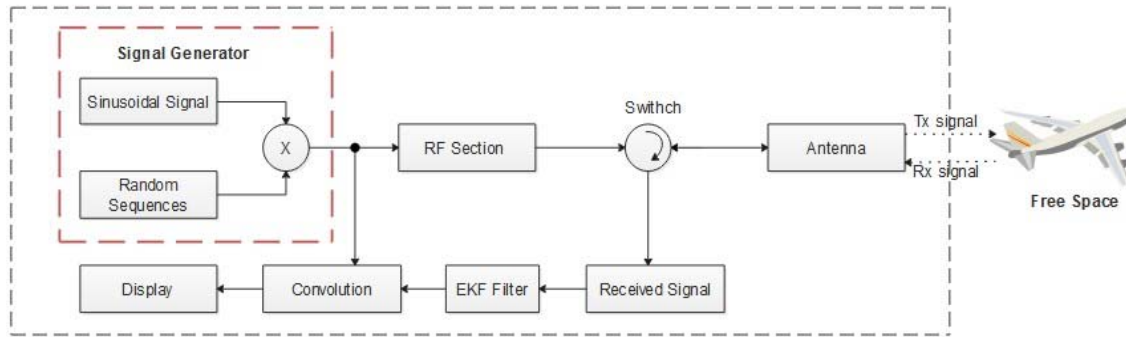 Signal Generator
Sinusoidal Signal
X
Random
Sequences
RF Section
Swithch
Antenna
Tx signal
Rx signal
Free Space
Display
Convolution
EKF Filter
Received Signal